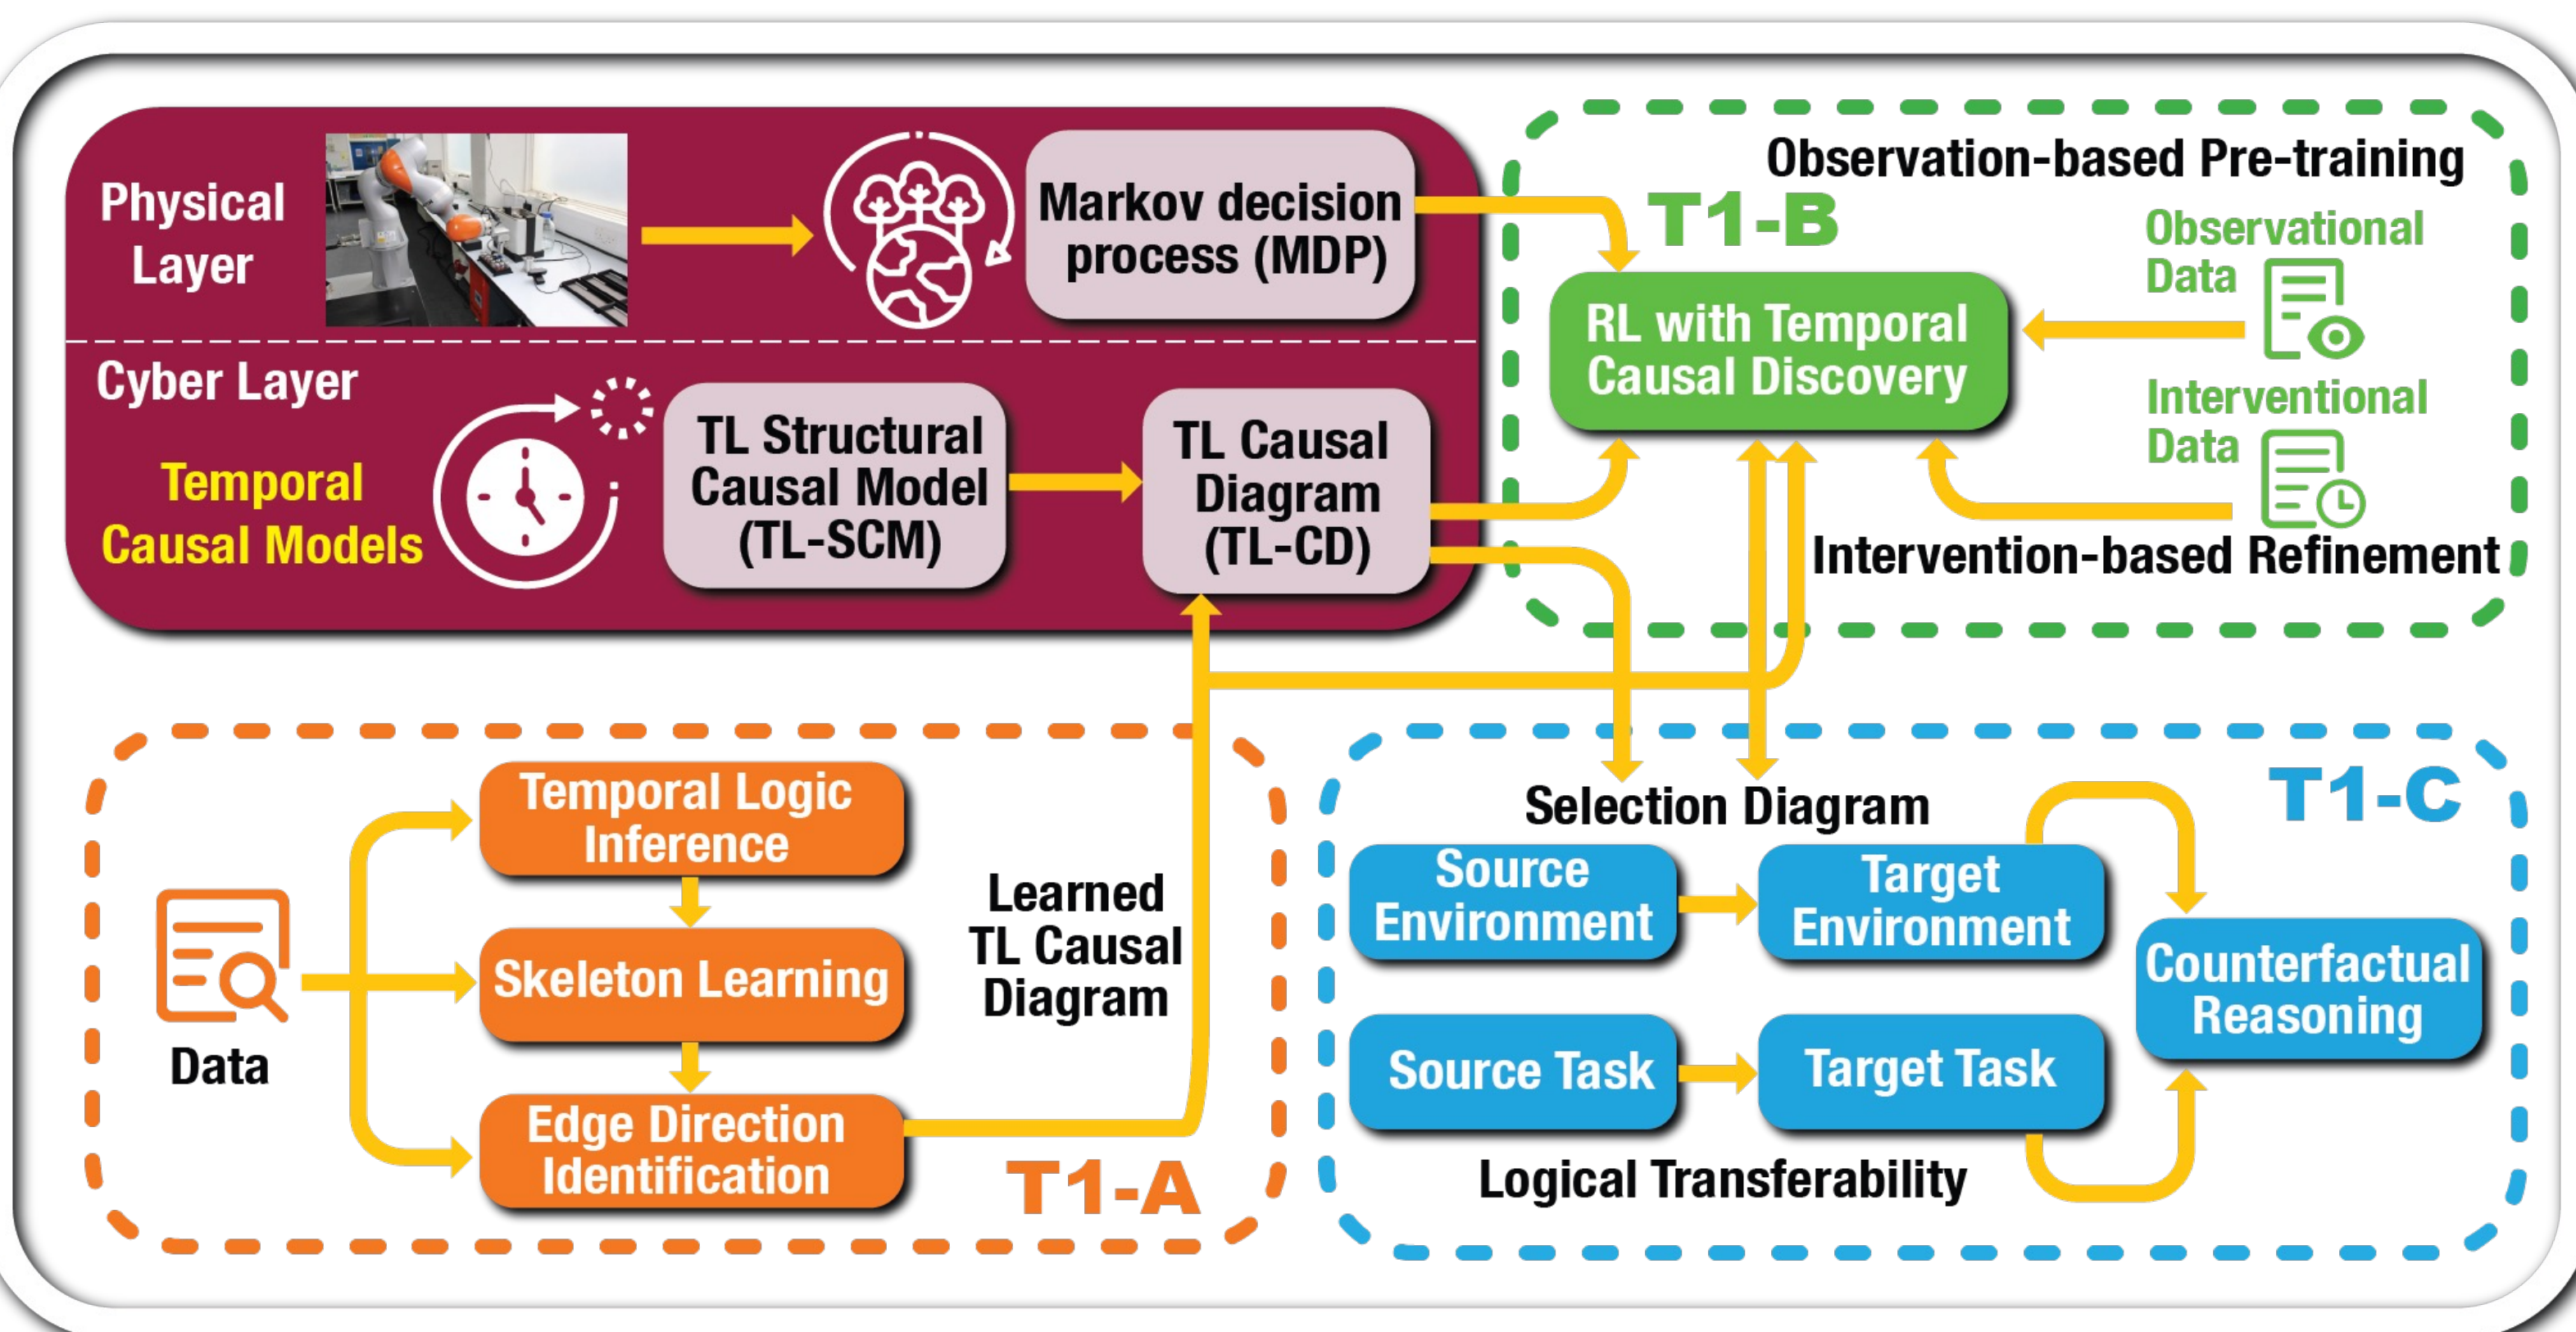 Physical
Layer
Markov decision
process (MDP)
Cyber Layer
Temporal
Causal Models
TL Structural
Causal Model
(TL-SCM)
TL Causal
Diagram
(TL-CD)
Observation-based Pre-training
T1-B
Observational
Data
RL with Temporal
Causal Discovery
Interventional
Data
Intervention-based Refinement
Data
Temporal Logic
Inference
Skeleton Learning
Edge Direction
Identification
Learned
TL Causal
Diagram
T1-A
T1-C
Selection Diagram
Source
Environment
Target
Environment
Source Task
Target Task
Counterfactual
Reasoning
Logical Transferability